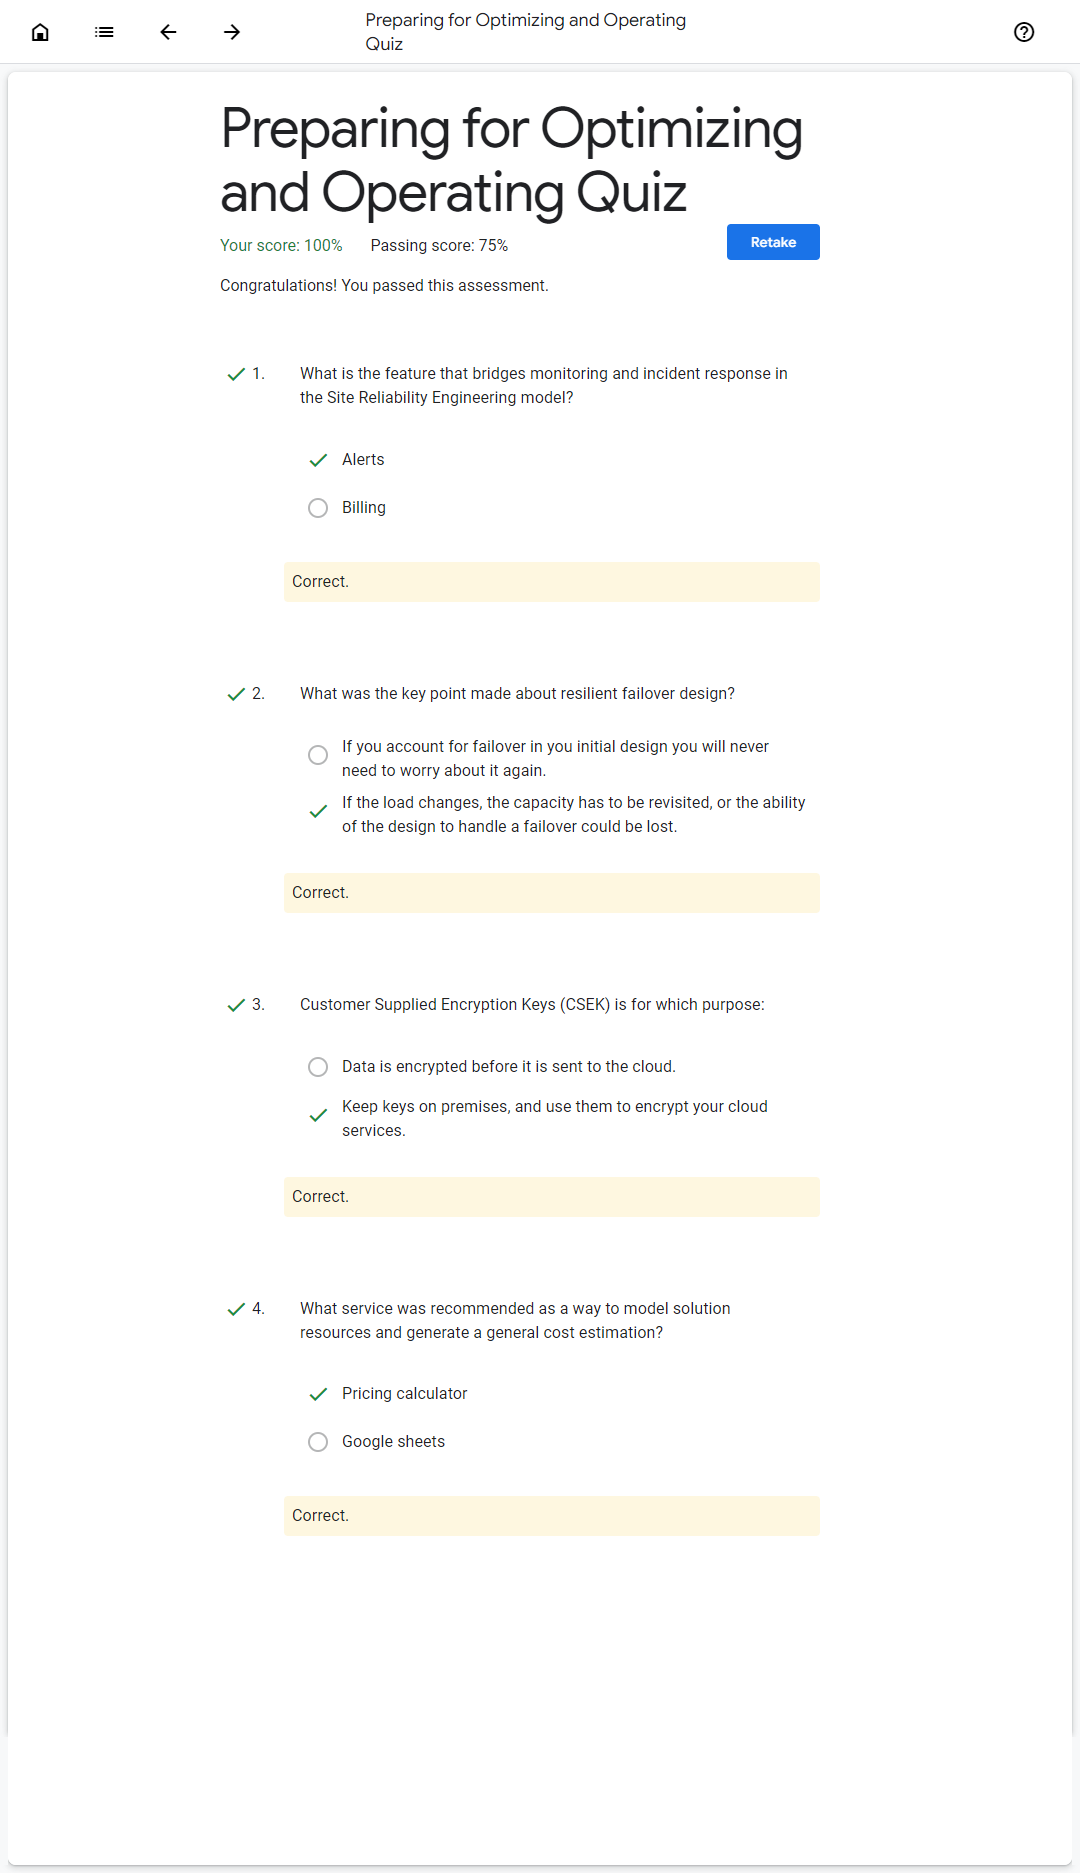 Preparing for Optimizing and Operating
Quiz
Preparing for Optimizing
and Operating Quiz
Your score: 100% Passing score: 75%
Retake
Congratulations! You passed this assessment.
1. What is the feature that bridges monitoring and incident response in
the Site Reliability Engineering model?
Alerts
Billing
Correct.
2. What was the key point made about resilient failover design?
If you account for failover in you initial design you will never
need to worry about it again.
If the load changes, the capacity has to be revisited, or the ability
of the design to handle a failover could be lost.
Correct.
3. Customer Supplied Encryption Keys (CSEK) is for which purpose:
Data is encrypted before it is sent to the cloud.
Keep keys on premises, and use them to encrypt your cloud
services.
Correct.
4. What service was recommended as a way to model solution
resources and generate a general cost estimation?
Pricing calculator
Google sheets
Correct.